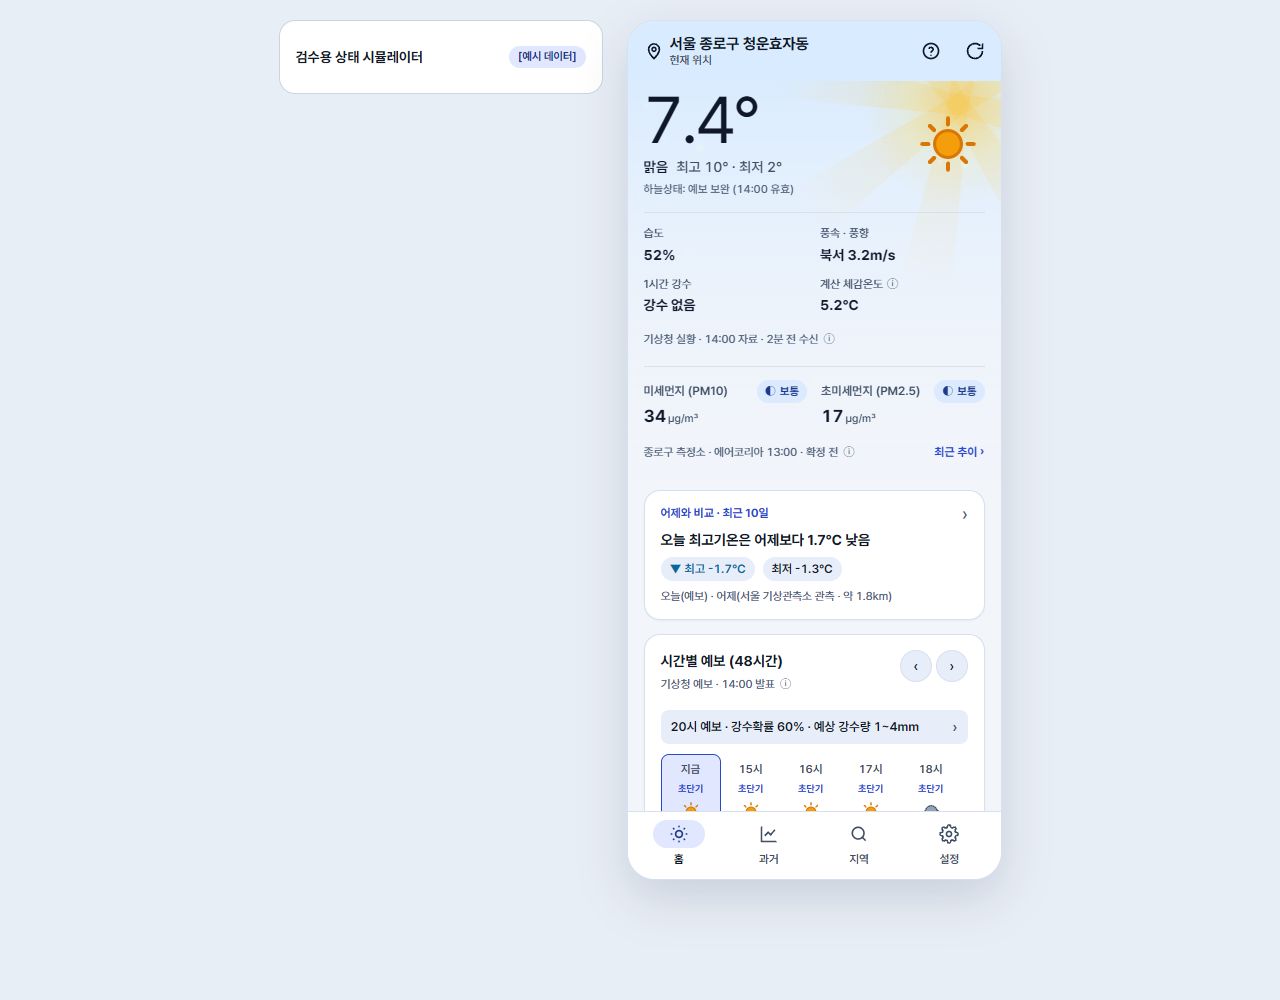 검수용 상태 시뮬레이터
[예시 데이터]
서울 종로구 청운효자동
현재 위치
7.4°
맑음 최고 10° · 최저 2°
하늘상태: 예보 보완 (14:00 유효)
습도
52%
풍속 · 풍향
북서 3.2m/s
1시간 강수
강수 없음
계산 체감온도 ⓘ
5.2°C
기상청 실황 · 14:00 자료 · 2분 전 수신 ⓘ
미세먼지 (PM10)
보통
34 µg/m³
초미세먼지 (PM2.5)
보통
17 µg/m³
종로구 측정소 · 에어코리아 13:00 · 확정 전 ⓘ
최근 추이 ›
어제와 비교 · 최근 10일 ›
오늘 최고기온은 어제보다 1.7°C 낮음
▼ 최고 -1.7°C
최저 -1.3°C
오늘(예보) · 어제(서울 기상관측소 관측 · 약 1.8km)
시간별 예보 (48시간)
‹ ›
기상청 예보 · 14:00 발표 ⓘ
20시 예보 · 강수확률 60% · 예상 강수량 1~4mm ›
지금 15시 16시 17시 18시
초단기 초단기 초단기 초단기 초단기
홈 과거 지역 설정